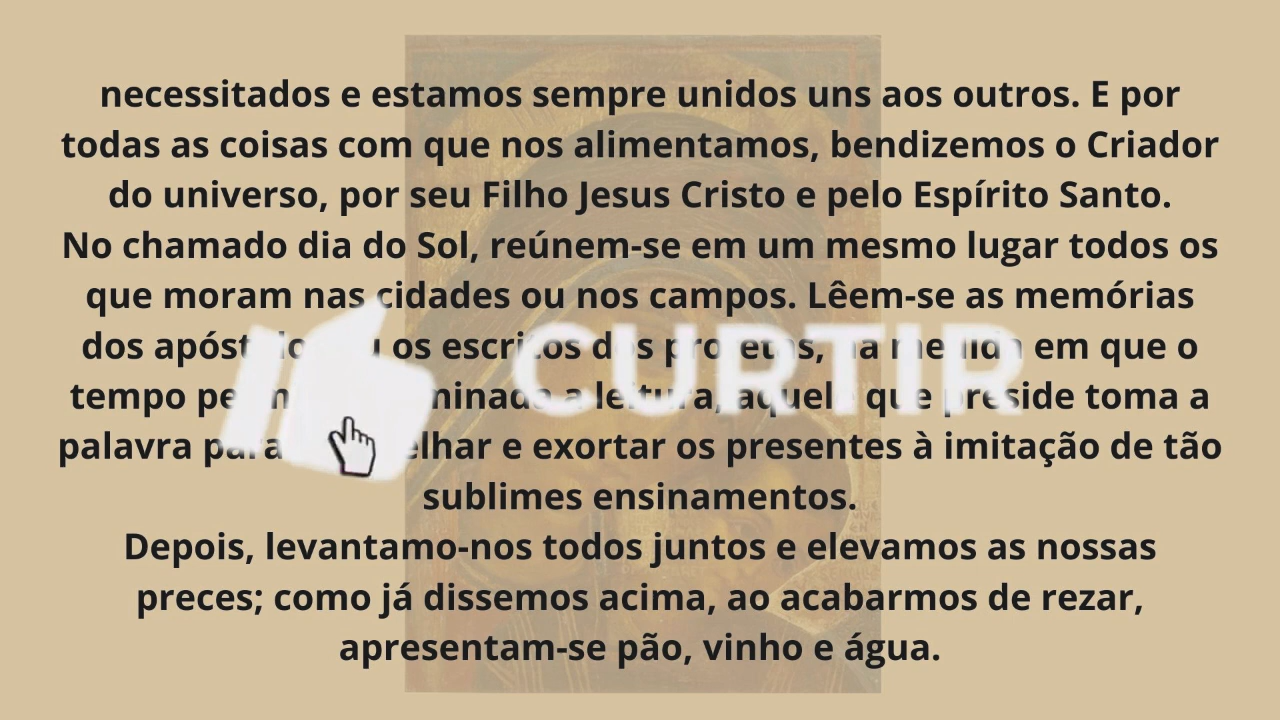 necessitados e estamos sempre unidos uns aos outros. E por
todas as coisas com que nos alimentamos, bendizemos o Criador
do universo, por seu Filho Jesus Cristo e pelo Espírito Santo.
No chamado dia do Sol, reúnem-se em um mesmo lugar todos os
que moram nas cidades ou nos campos. Lêem-se as memórias
dos os escritos dos profetas, na medida em que o
tempo a leitura, aquele que preside toma a
palavra para e exortar os presentes à imitação de tão
sublimes ensinamentos.
Depois, levantamo-nos todos juntos e elevamos as nossas
preces; como já dissemos acima, ao acabarmos de rezar,
apresentam-se pão, vinho e água.
CURTIR